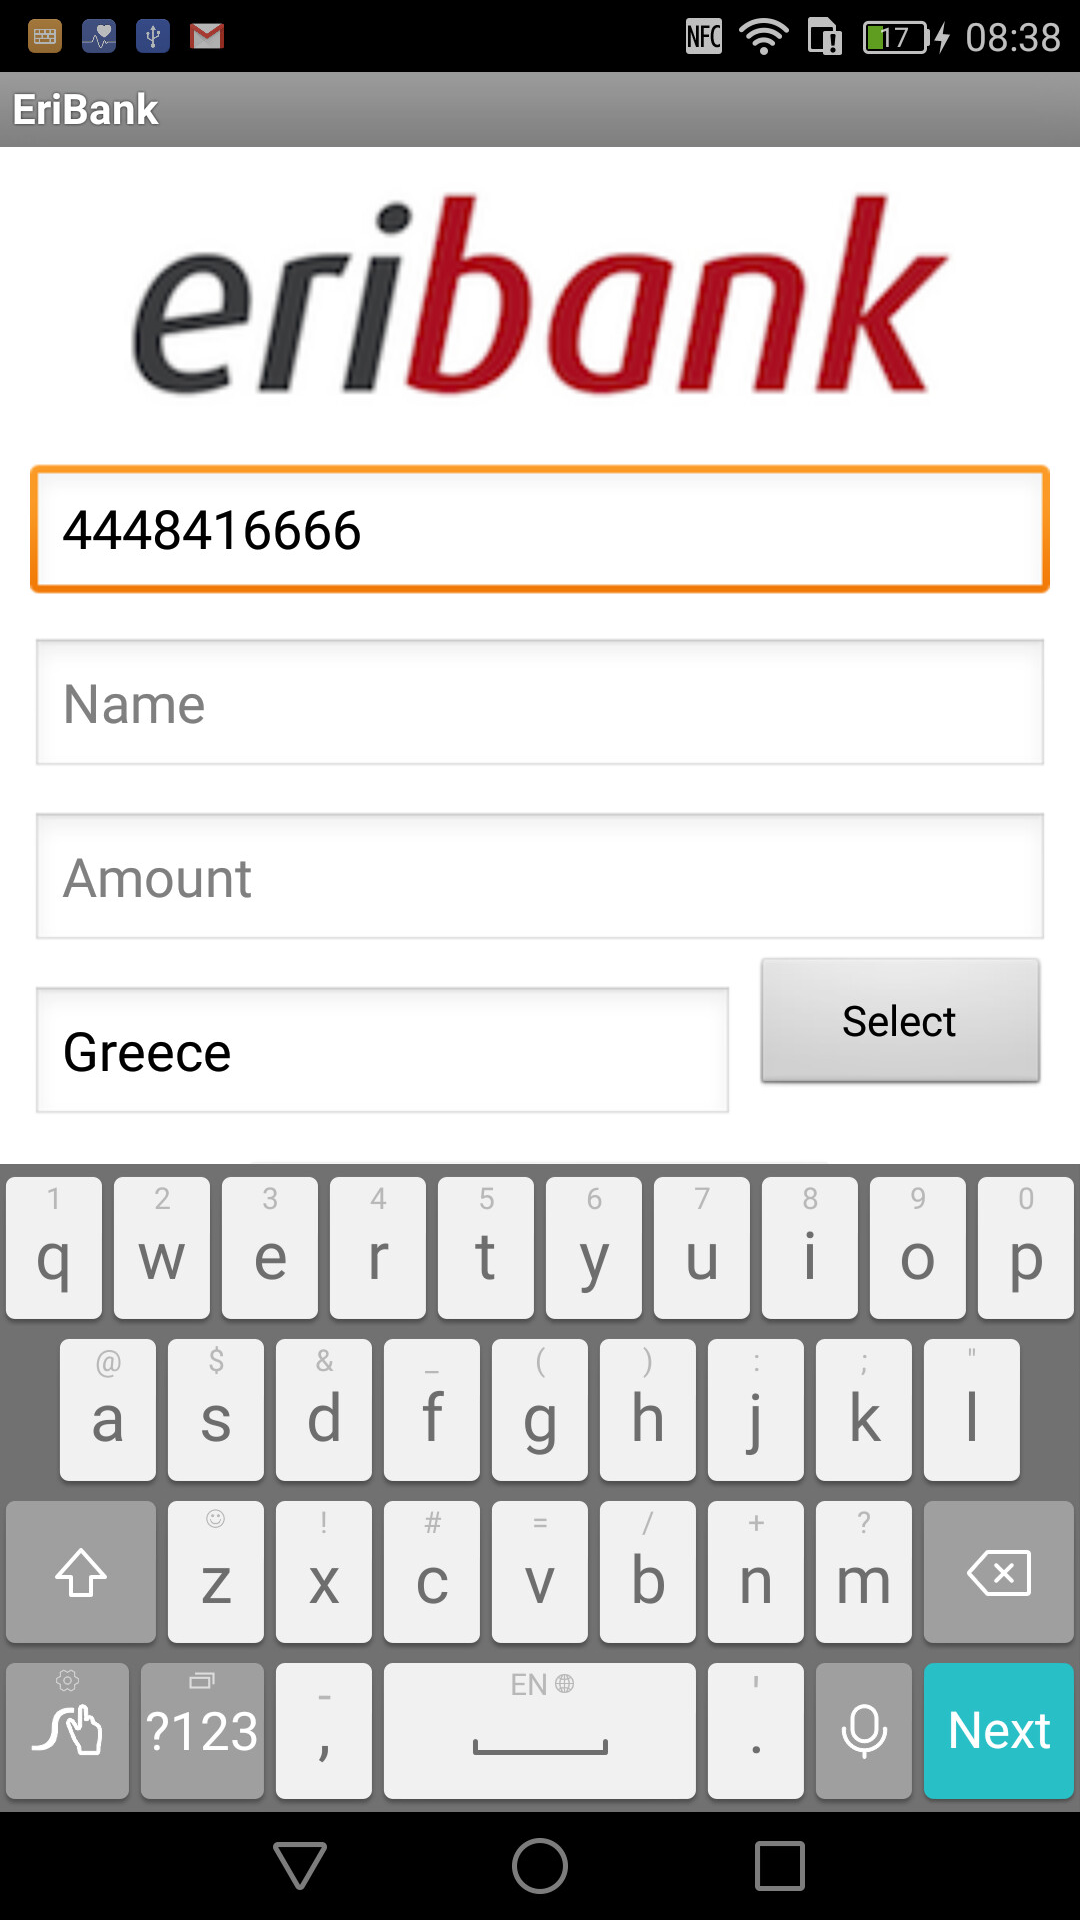 NFC 17 08:38
EriBank
eribank
4448416666
Name
Amount
Greece Select
1 2 3 4 5 6 7 8 9 0
q w e r t y u i o p
@ $ & _ ( ) : ; "
a s d f g h j k l
! # = / + ?
z x c v b n m
- EN '
?123 , . Next